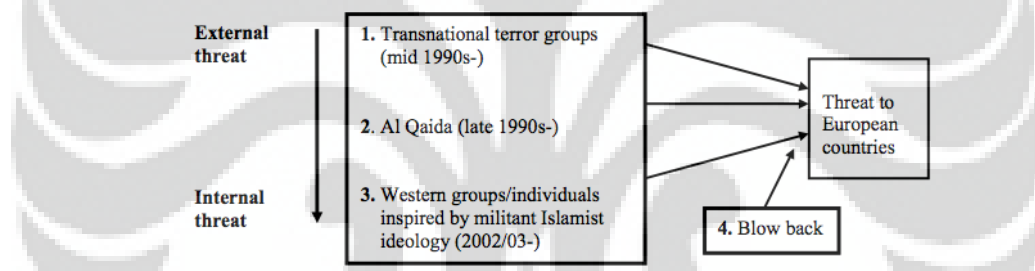 External
threat
1. Transnational terror groups
(mid 1990s-)
2. Al Qaida (late 1990s-)
Internal
threat
3. Western groups/individuals
inspired by militant Islamist
ideology (2002/03-)
Threat to
European
countries
4. Blow back